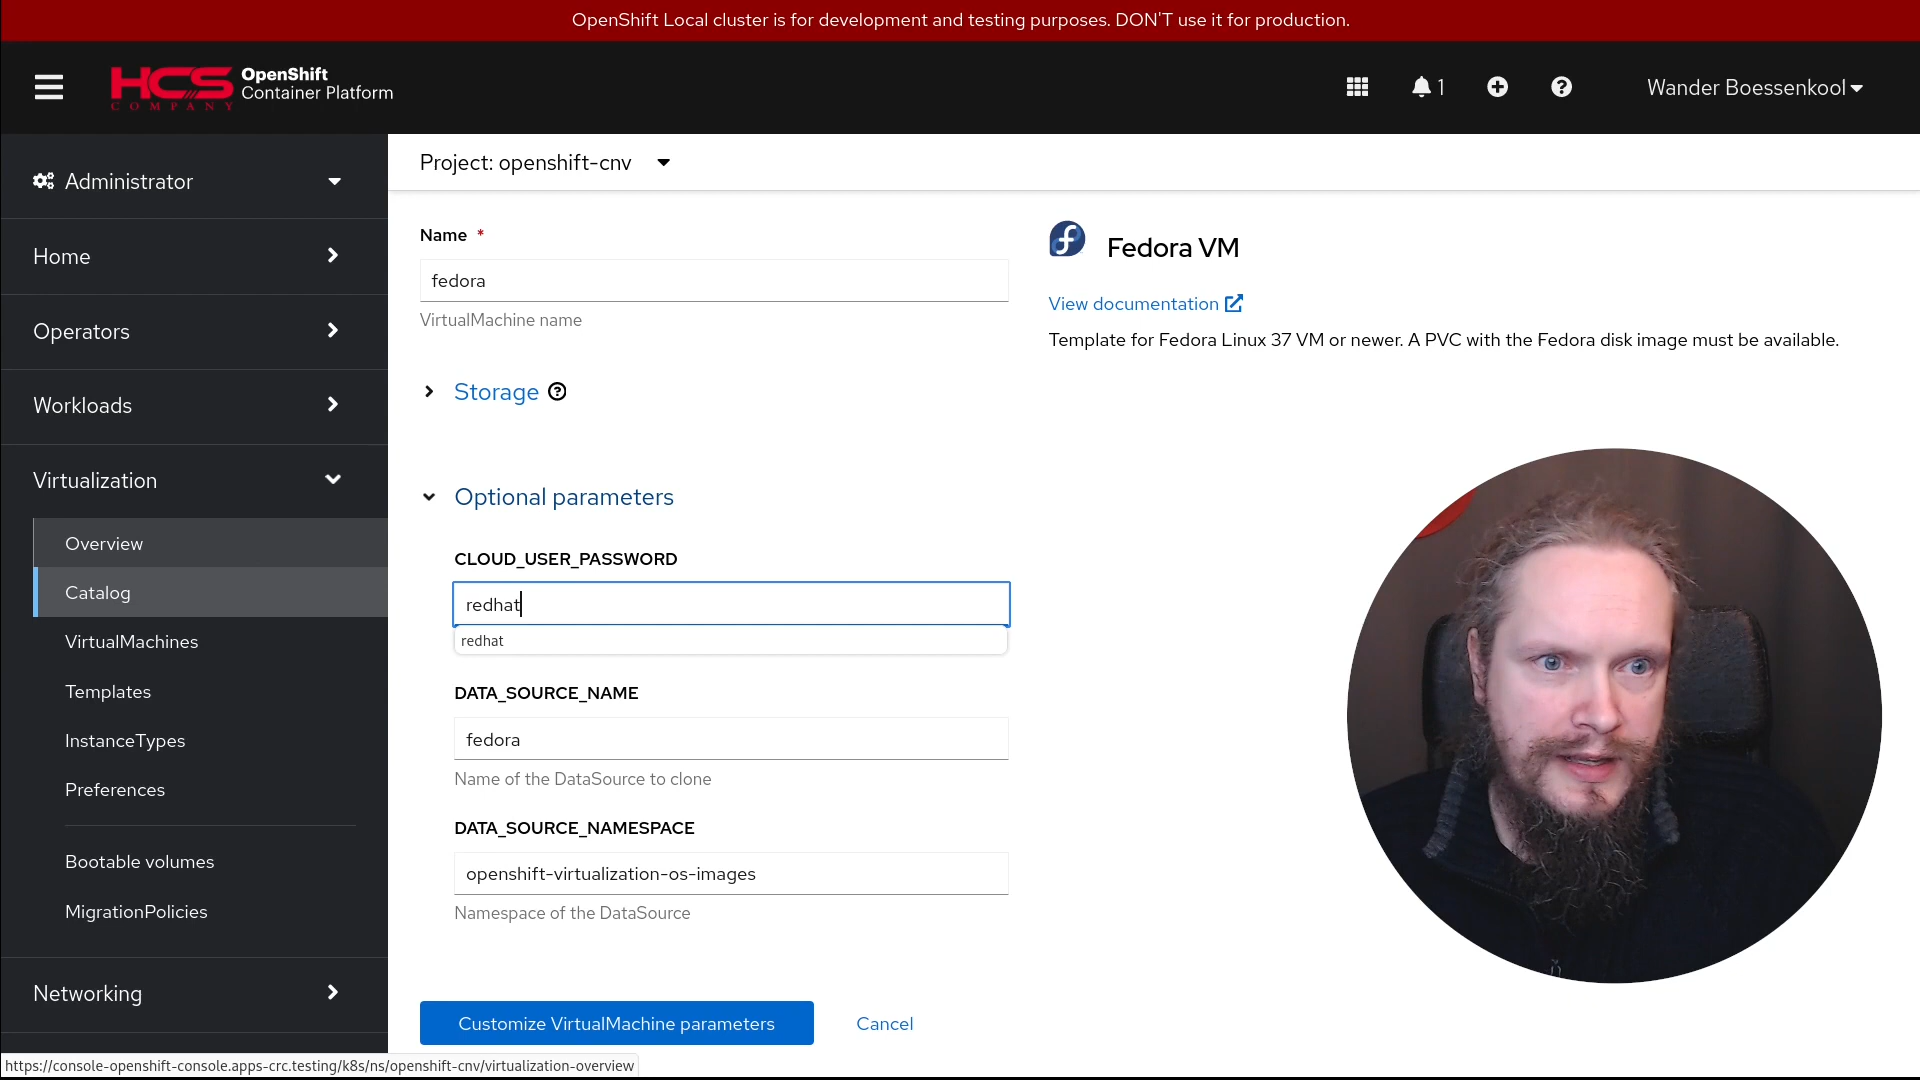 OpenShift Local cluster is for development and testing purposes. DON'T use it for production.
HCS
COMPANY
OpenShift
Container Platform
1
Wander Boessenkool
Administrator
Home
Operators
Workloads
Virtualization
Overview
Catalog
VirtualMachines
Templates
InstanceTypes
Preferences
Bootable volumes
MigrationPolicies
Networking
Project: openshift-cnv
Name *
fedora
VirtualMachine name
Storage
Optional parameters
CLOUD_USER_PASSWORD
redhat
redhat
DATA_SOURCE_NAME
fedora
Name of the DataSource to clone
DATA_SOURCE_NAMESPACE
openshift-virtualization-os-images
Namespace of the DataSource
Customize VirtualMachine parameters
Cancel
Fedora VM
View documentation
Template for Fedora Linux 37 VM or newer. A PVC with the Fedora disk image must be available.
https://console-openshift-console.apps-crc.testing/k8s/ns/openshift-cnv/virtualization-overview